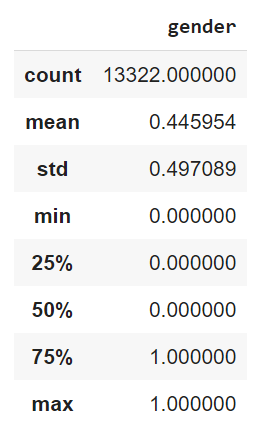 gender
count 13322.000000
mean 0.445954
std 0.497089
min 0.000000
25% 0.000000
50% 0.000000
75% 1.000000
max 1.000000